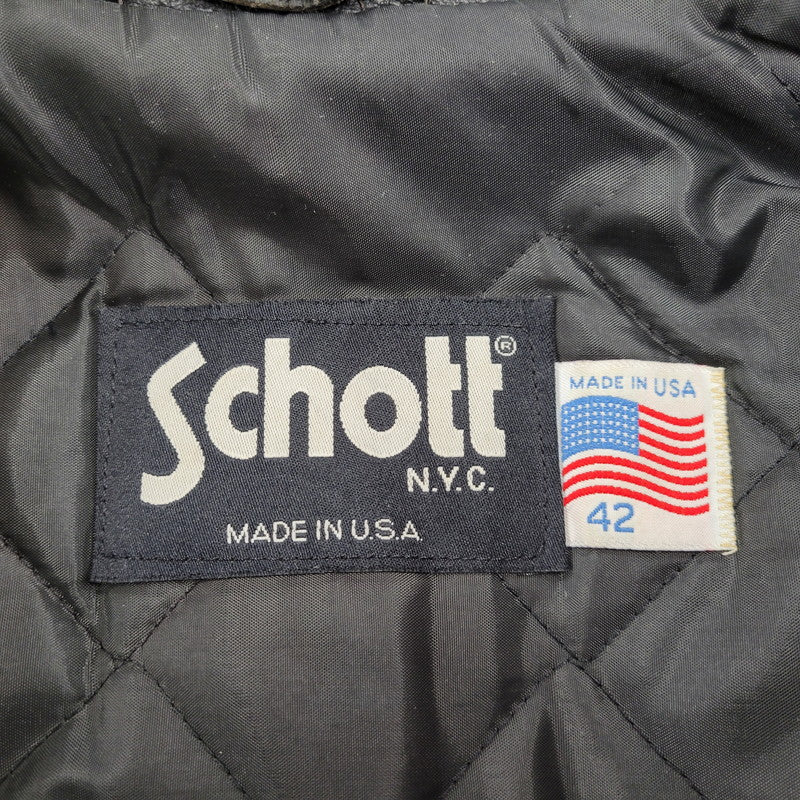 Schott®
N.Y.C.
MADE IN U.S.A
MADE IN USA
42